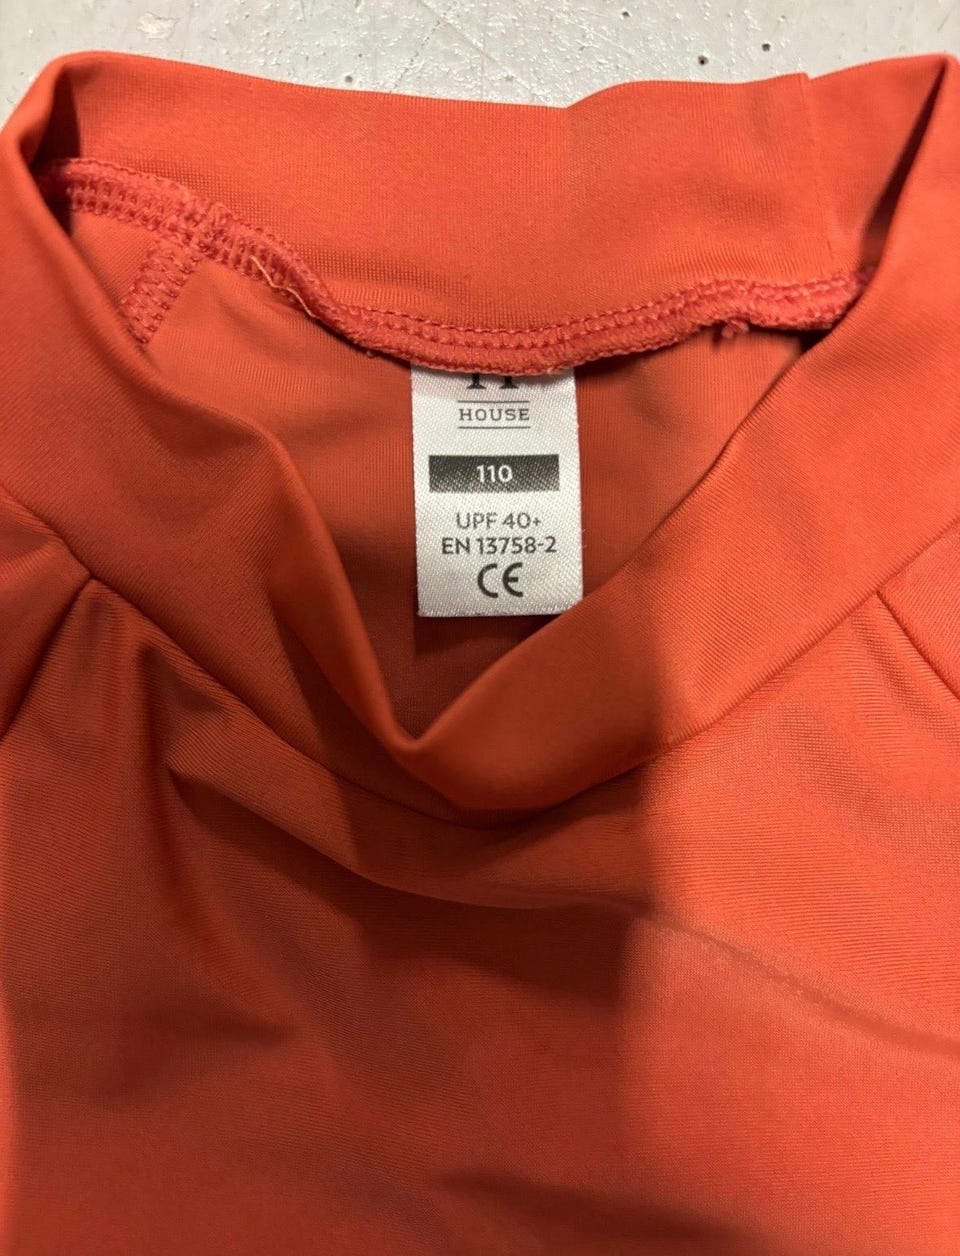 HOUSE
110
UPF 40+
EN 13758-2
CE